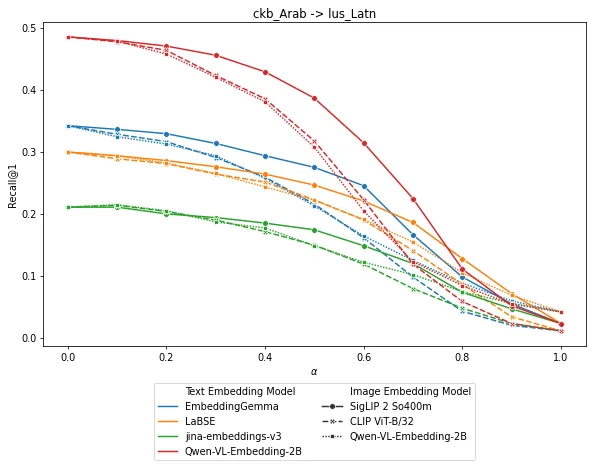 ckb_Arab -> lus_Latn
Recall@1
0.5
0.4
0.3
0.2
0.1
0.0
0.0 0.2 0.4 0.6 0.8 1.0
α
Text Embedding Model Image Embedding Model
EmbeddingGemma SigLIP 2 So400m
LaBSE CLIP ViT-B/32
jina-embeddings-v3 Qwen-VL-Embedding-2B
Qwen-VL-Embedding-2B